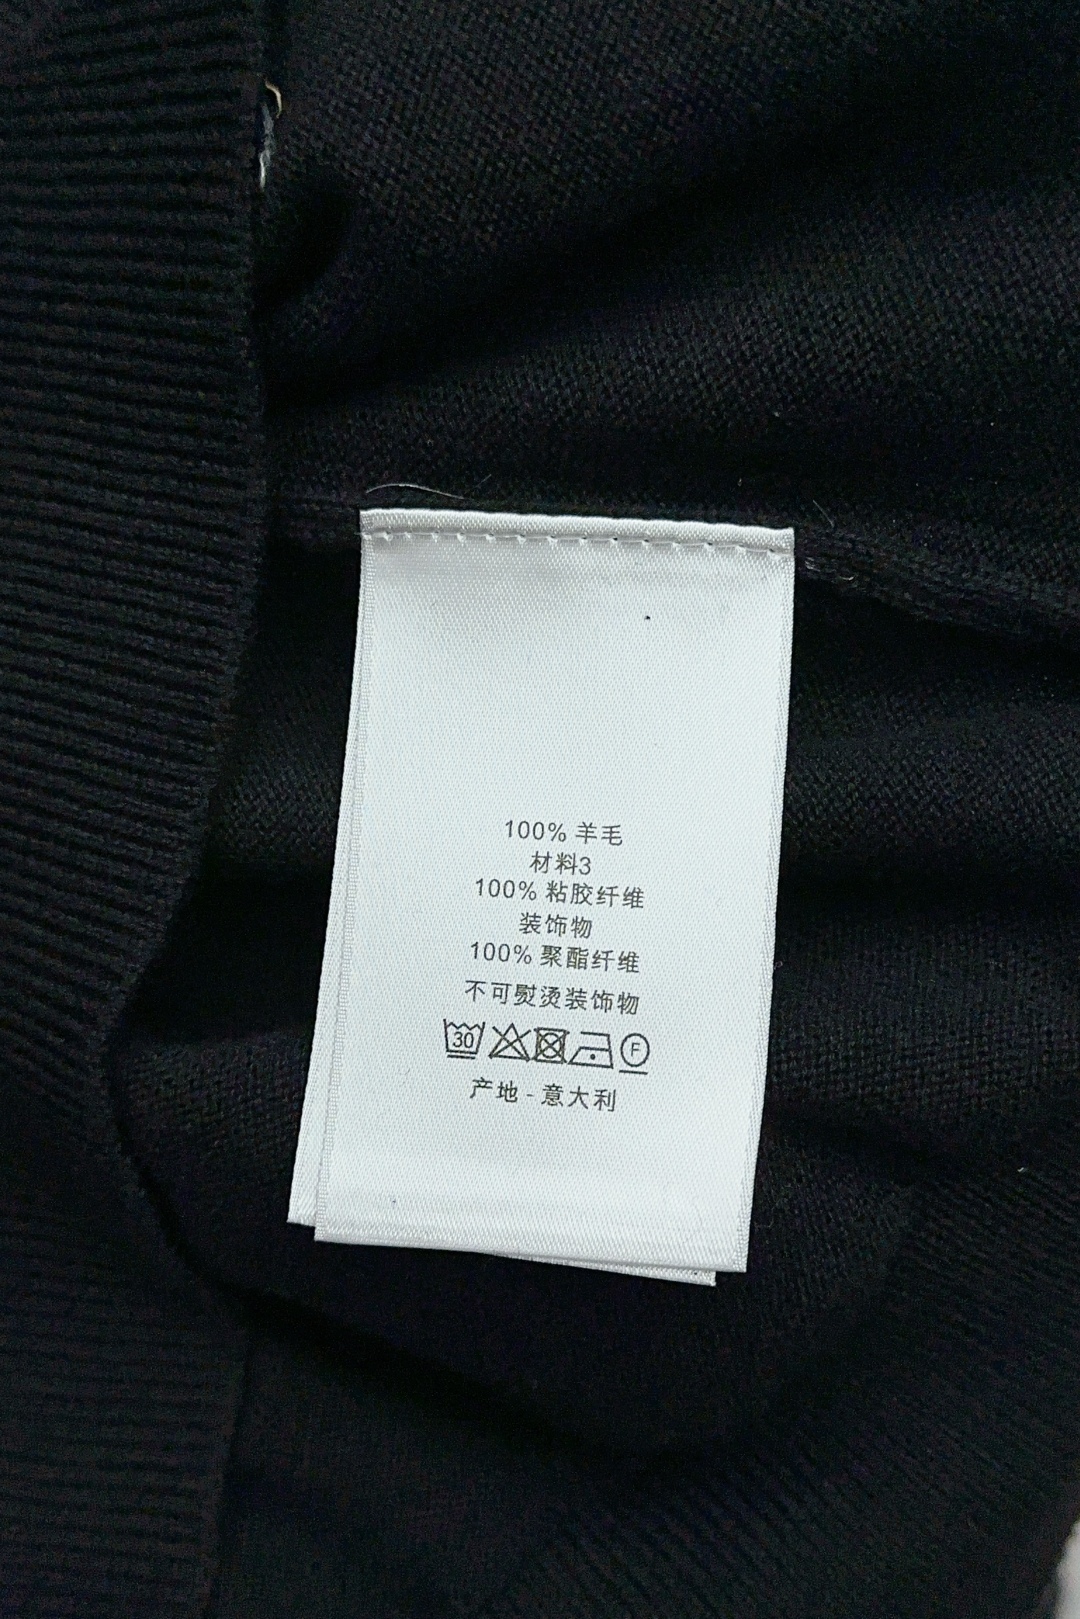 100% 羊毛
材料3
100% 粘胶纤维
装饰物
100% 聚酯纤维
不可熨烫装饰物
30 F
产地 - 意大利